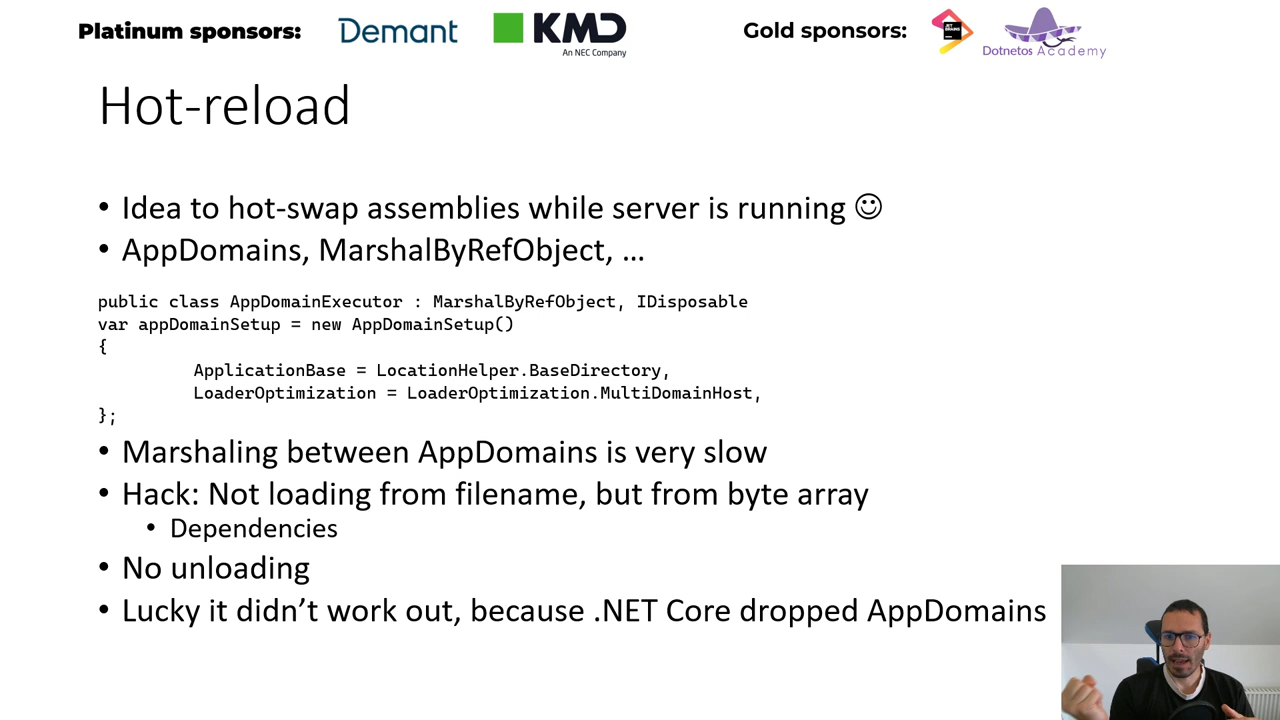 Platinum sponsors: Demant KMD An NEC Company Gold sponsors: JET BRAINS Dotnetos Academy
Hot-reload
• Idea to hot-swap assemblies while server is running ☺
• AppDomains, MarshalByRefObject, …
public class AppDomainExecutor : MarshalByRefObject, IDisposable
var appDomainSetup = new AppDomainSetup()
{
ApplicationBase = LocationHelper.BaseDirectory,
LoaderOptimization = LoaderOptimization.MultiDomainHost,
};
• Marshaling between AppDomains is very slow
• Hack: Not loading from filename, but from byte array
• Dependencies
• No unloading
• Lucky it didn’t work out, because .NET Core dropped AppDomains